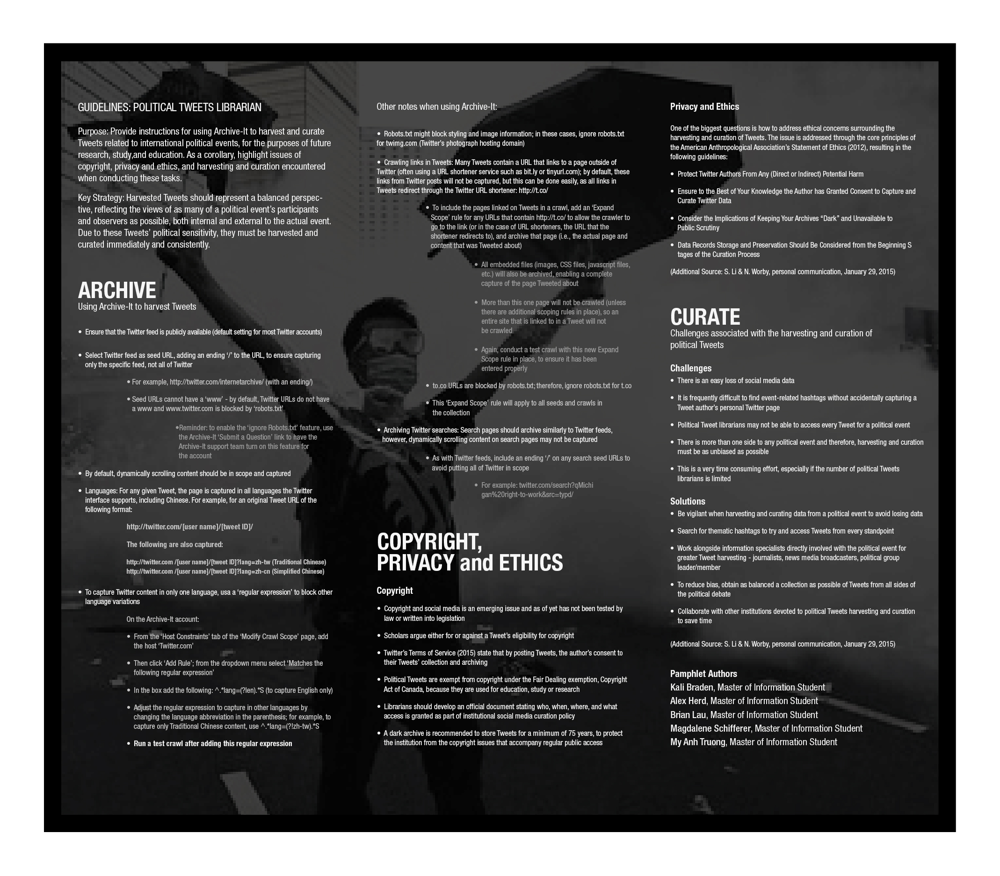 GUIDELINES: POLITICAL TWEETS LIBRARIAN
Purpose: Provide instructions for using Archive-It to harvest and curate
Tweets related to international political events, for the purposes of future
research, study,and education. As a corollary, highlight issues of
copyright, privacy and ethics, and harvesting and curation encountered
when conducting these tasks.
Key Strategy: Harvested Tweets should represent a balanced perspec-
tive, reflecting the views of as many of a political event's participants
and observers as possible, both internal and external to the actual event.
Due to these Tweets' political sensitivity, they must be harvested and
curated immediately and consistently.
ARCHIVE
Using Archive-It to harvest Tweets
• Ensure that the Twitter feed is publicly available (default setting for most Twitter accounts)
• Select Twitter feed as seed URL, adding an ending ‘/’ to the URL, to ensure capturing
only the specific feed, not all of Twitter
• For example, http://twitter.com/internetarchive/ (with an ending/)
• Seed URLs cannot have a ‘www’ - by default, Twitter URLs do not have
a www and www.twitter.com is blocked by ‘robots.txt’
•Reminder: to enable the ‘ignore Robots.txt’ feature, use
the Archive-It ‘Submit a Question’ link to have the
Archive-It support team turn on this feature for
the account
• By default, dynamically scrolling content should be in scope and captured
• Languages: For any given Tweet, the page is captured in all languages the Twitter
interface supports, including Chinese. For example, for an original Tweet URL of the
following format:
http://twitter.com/[user name]/[tweet ID]/
The following are also captured:
http://twitter.com /[user name]/[tweet ID]?lang=zh-tw (Traditional Chinese)
http://twitter.com /[user name]/[tweet ID]?lang=zh-cn (Simplified Chinese)
• To capture Twitter content in only one language, usa a ‘regular expression’ to block other
language variations
On the Archive-It account:
• From the ‘Host Constraints’ tab of the ‘Modify Crawl Scope’ page, add
the host ‘Twitter.com’
• Then click ‘Add Rule’; from the dropdown menu select ‘Matches the
following regular expression’
• In the box add the following: ^.*lang=(?len).*S (to capture English only)
• Adjust the regular expression to capture in other languages by
changing the language abbreviation in the parenthesis; for example, to
capture only Traditional Chinese content, use ^.*lang=(?!zh-tw).*S
• Run a test crawl after adding this regular expression
Other notes when using Archive-It:
• Robots.txt might block styling and image information; in these cases, ignore robots.txt
for twimg.com (Twitter's photograph hosting domain)
• Crawling links in Tweets: Many Tweets contain a URL that links to a page outside of
Twitter (often using a URL shortener service such as bit.ly or tinyurl.com); by default, these
links from Twitter posts will not be captured, but this can be done easily, as all links in
Tweets redirect through the Twitter URL shortener: http://t.co/
• To include the pages linked on Tweets in a crawl, add an ‘Expand
Scope’ rule for any URLs that contain http://t.co/ to allow the crawler to
go to the link (or in the case of URL shorteners, the URL that the
shortener redirects to), and archive that page (i.e., the actual page and
content that was Tweeted about)
• All embedded files (images, CSS files, javascript files,
etc.) will also be archived, enabling a complete
capture of the page Tweeted about
• More than this one page will not be crawled (unless
there are additional scoping rules in place), so an
entire site that is linked to in a Tweet will not
be crawled
• Again, conduct a test crawl with this new Expand
Scope rule in place, to ensure it has been
entered properly
• to.co URLs are blocked by robots.txt; therefore, ignore robots.txt for t.co
• This ‘Expand Scope’ rule will apply to all seeds and crawls in
the collection
• Archiving Twitter searches: Search pages should archive similarly to Twitter feeds,
however, dynamically scrolling content on search pages may not be captured
• As with Twitter feeds, include an ending ‘/’ on any search seed URLs to
avoid putting all of Twitter in scope
• For example: twitter.com/search?qMichi
gan%20right-to-work&src=typd/
COPYRIGHT,
PRIVACY and ETHICS
Copyright
• Copyright and social media is an emerging issue and as of yet has not been tested by
law or written into legislation
• Scholars argue either for or against a Tweet's eligibility for copyright
• Twitter's Terms of Service (2015) state that by posting Tweets, the author's consent to
their Tweets' collection and archiving
• Political Tweets are exempt from copyright under the Fair Dealing exemption, Copyright
Act of Canada, because they are used for education, study or research
• Librarians should develop an official document stating who, when, where, and what
access is granted as part of institutional social media curation policy
• A dark archive is recommended to store Tweets for a minimum of 75 years, to protect
the institution from the copyright issues that accompany regular public access
Privacy and Ethics
One of the biggest questions is how to address ethical concerns surrounding the
harvesting and curation of Tweets. The issue is addressed through the core principles of
the American Anthropological Association's Statement of Ethics (2012), resulting in the
following guidelines:
• Protect Twitter Authors From Any (Direct or Indirect) Potential Harm
• Ensure to the Best of Your Knowledge the Author has Granted Consent to Capture and
Curate Twitter Data
• Consider the Implications of Keeping Your Archives “Dark” and Unavailable to
Public Scrutiny
• Data Records Storage and Preservation Should Be Considered from the Beginning S
tages of the Curation Process
(Additional Source: S. Li & N. Worby, personal communication, January 29, 2015)
CURATE
Challenges associated with the harvesting and curation of
political Tweets
Challenges
• There is an easy loss of social media data
• It is frequently difficult to find event-related hashtags without accidentally capturing a
Tweet author's personal Twitter page
• Political Tweet librarians may not be able to access every Tweet for a political event
• There is more than one side to any political event and therefore, harvesting and curation
must be as unbiased as possible
• This is a very time consuming effort, especially if the number of political Tweets
librarians is limited
Solutions
• Be vigilant when harvesting and curating data from a political event to avoid losing data
• Search for thematic hashtags to try and access Tweets from every standpoint
• Work alongside information specialists directly involved with the political event for
greater Tweet harvesting - journalists, news media broadcasters, political group
leader/member
• To reduce bias, obtain as balanced a collection as possible of Tweets from all sides of
the political debate
• Collaborate with other institutions devoted to political Tweets harvesting and curation
to save time
(Additional Source: S. Li & N. Worby, personal communication, January 29, 2015)
Pamphlet Authors
Kali Braden, Master of Information Student
Alex Herd, Master of Information Student
Brian Lau, Master of Information Student
Magdalene Schifferer, Master of Information Student
My Anh Truong, Master of Information Student